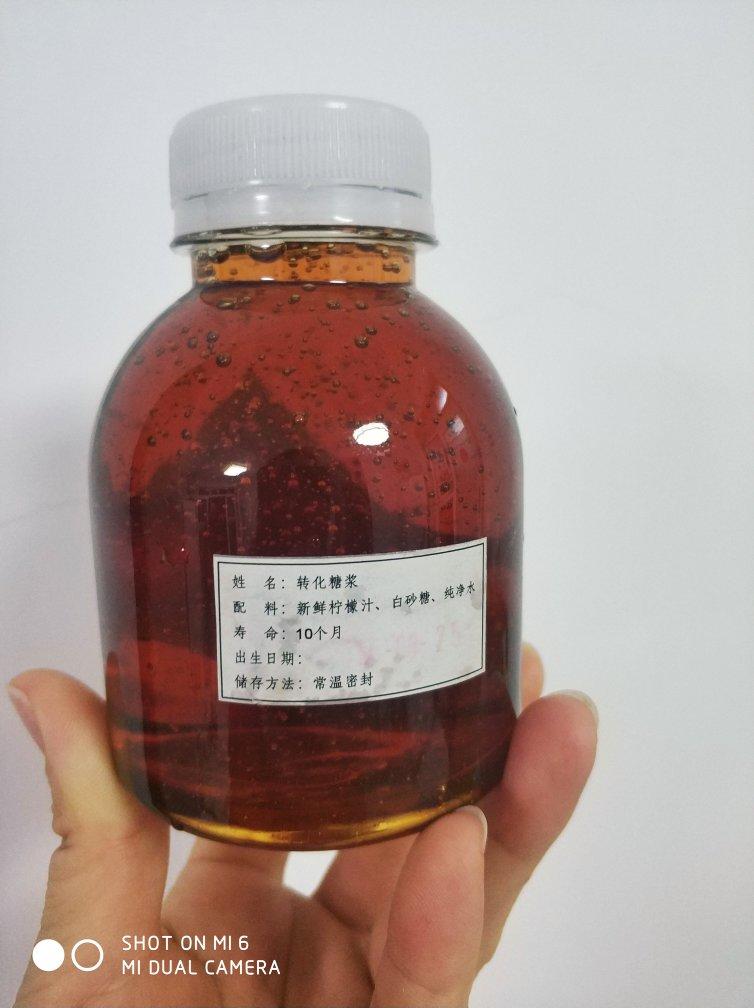 姓 名：转化糖浆
配 料：新鲜柠檬汁、白砂糖、纯净水
寿 命：10个月
出生日期：
储存方法：常温密封
SHOT ON MI 6
MI DUAL CAMERA